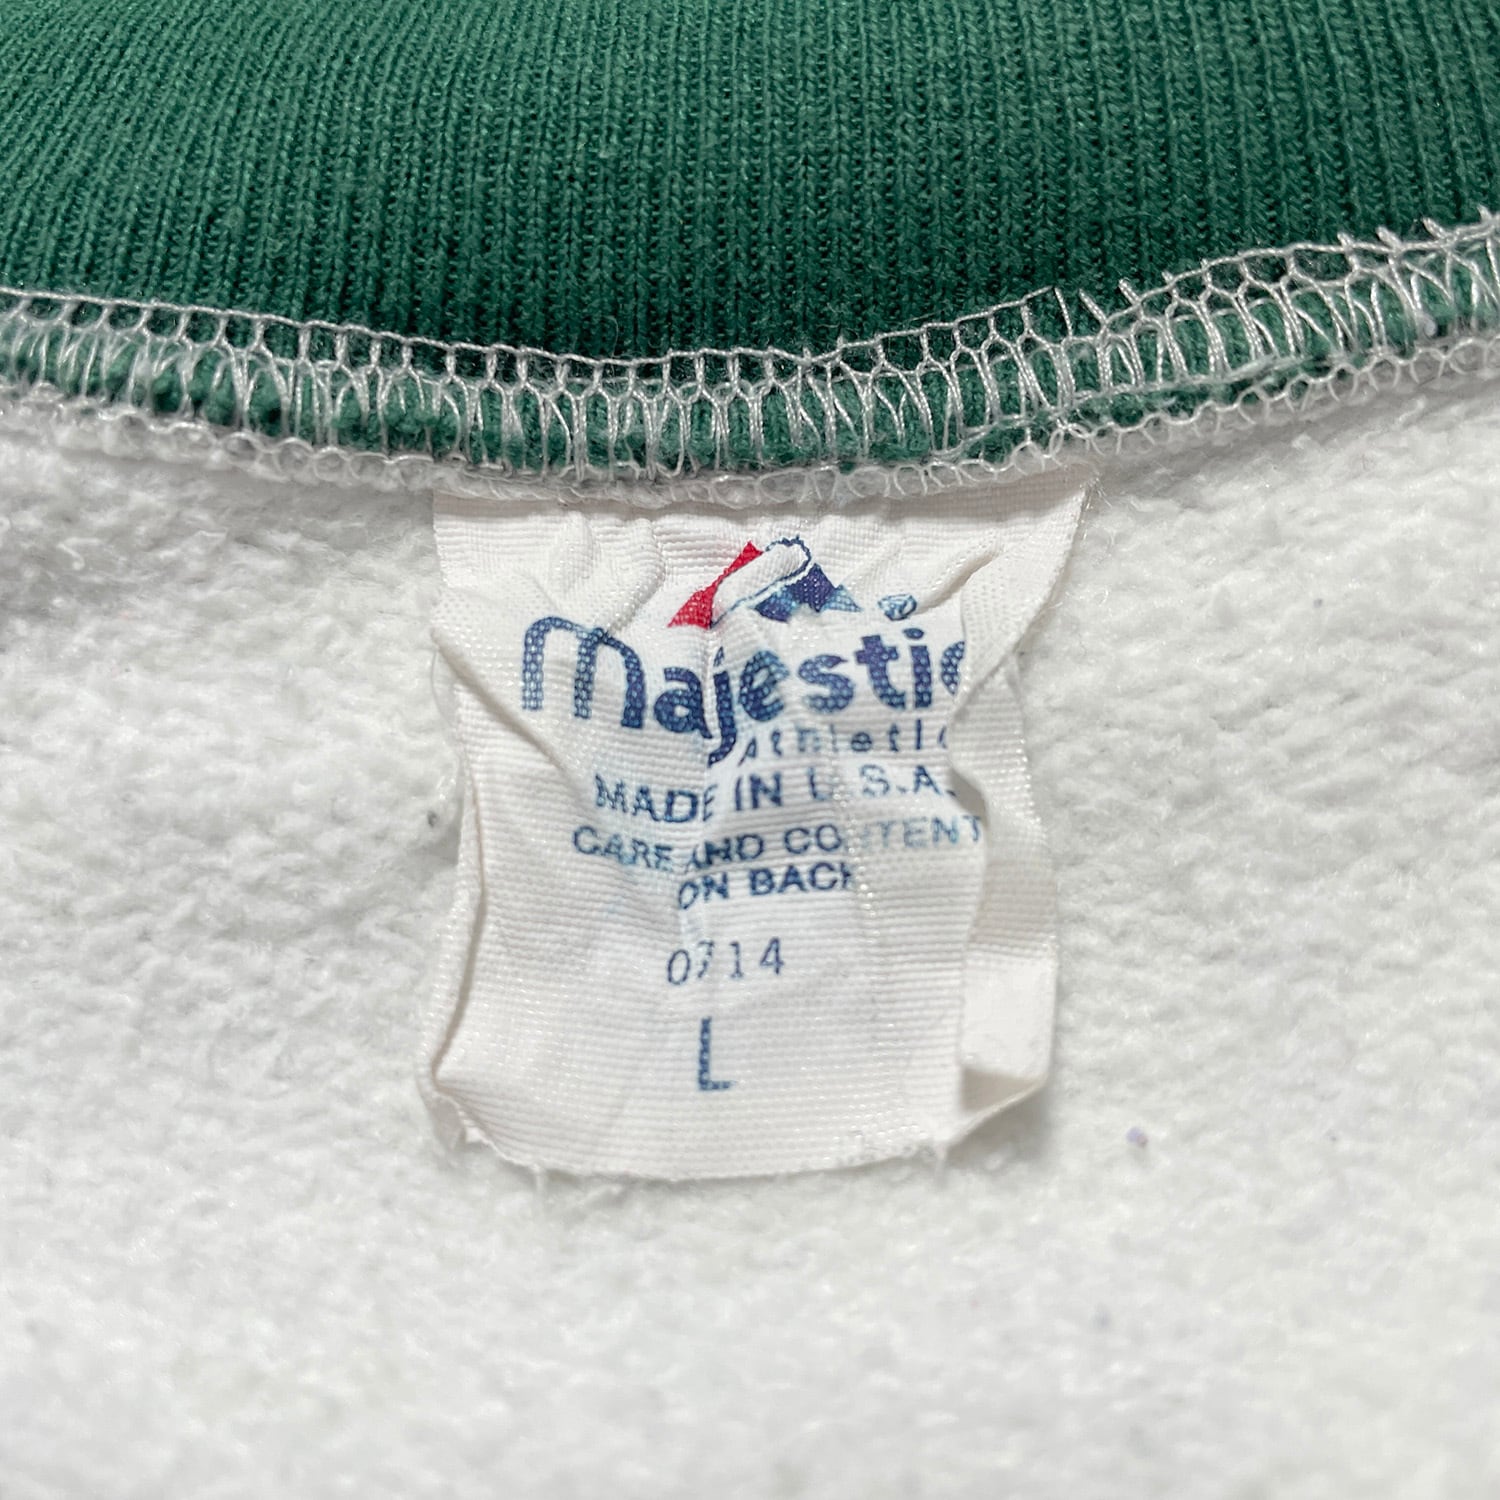 Majestic
Athletic
MADE IN U.S.A.
CARE AND CONTENT
ON BACK
0714
L